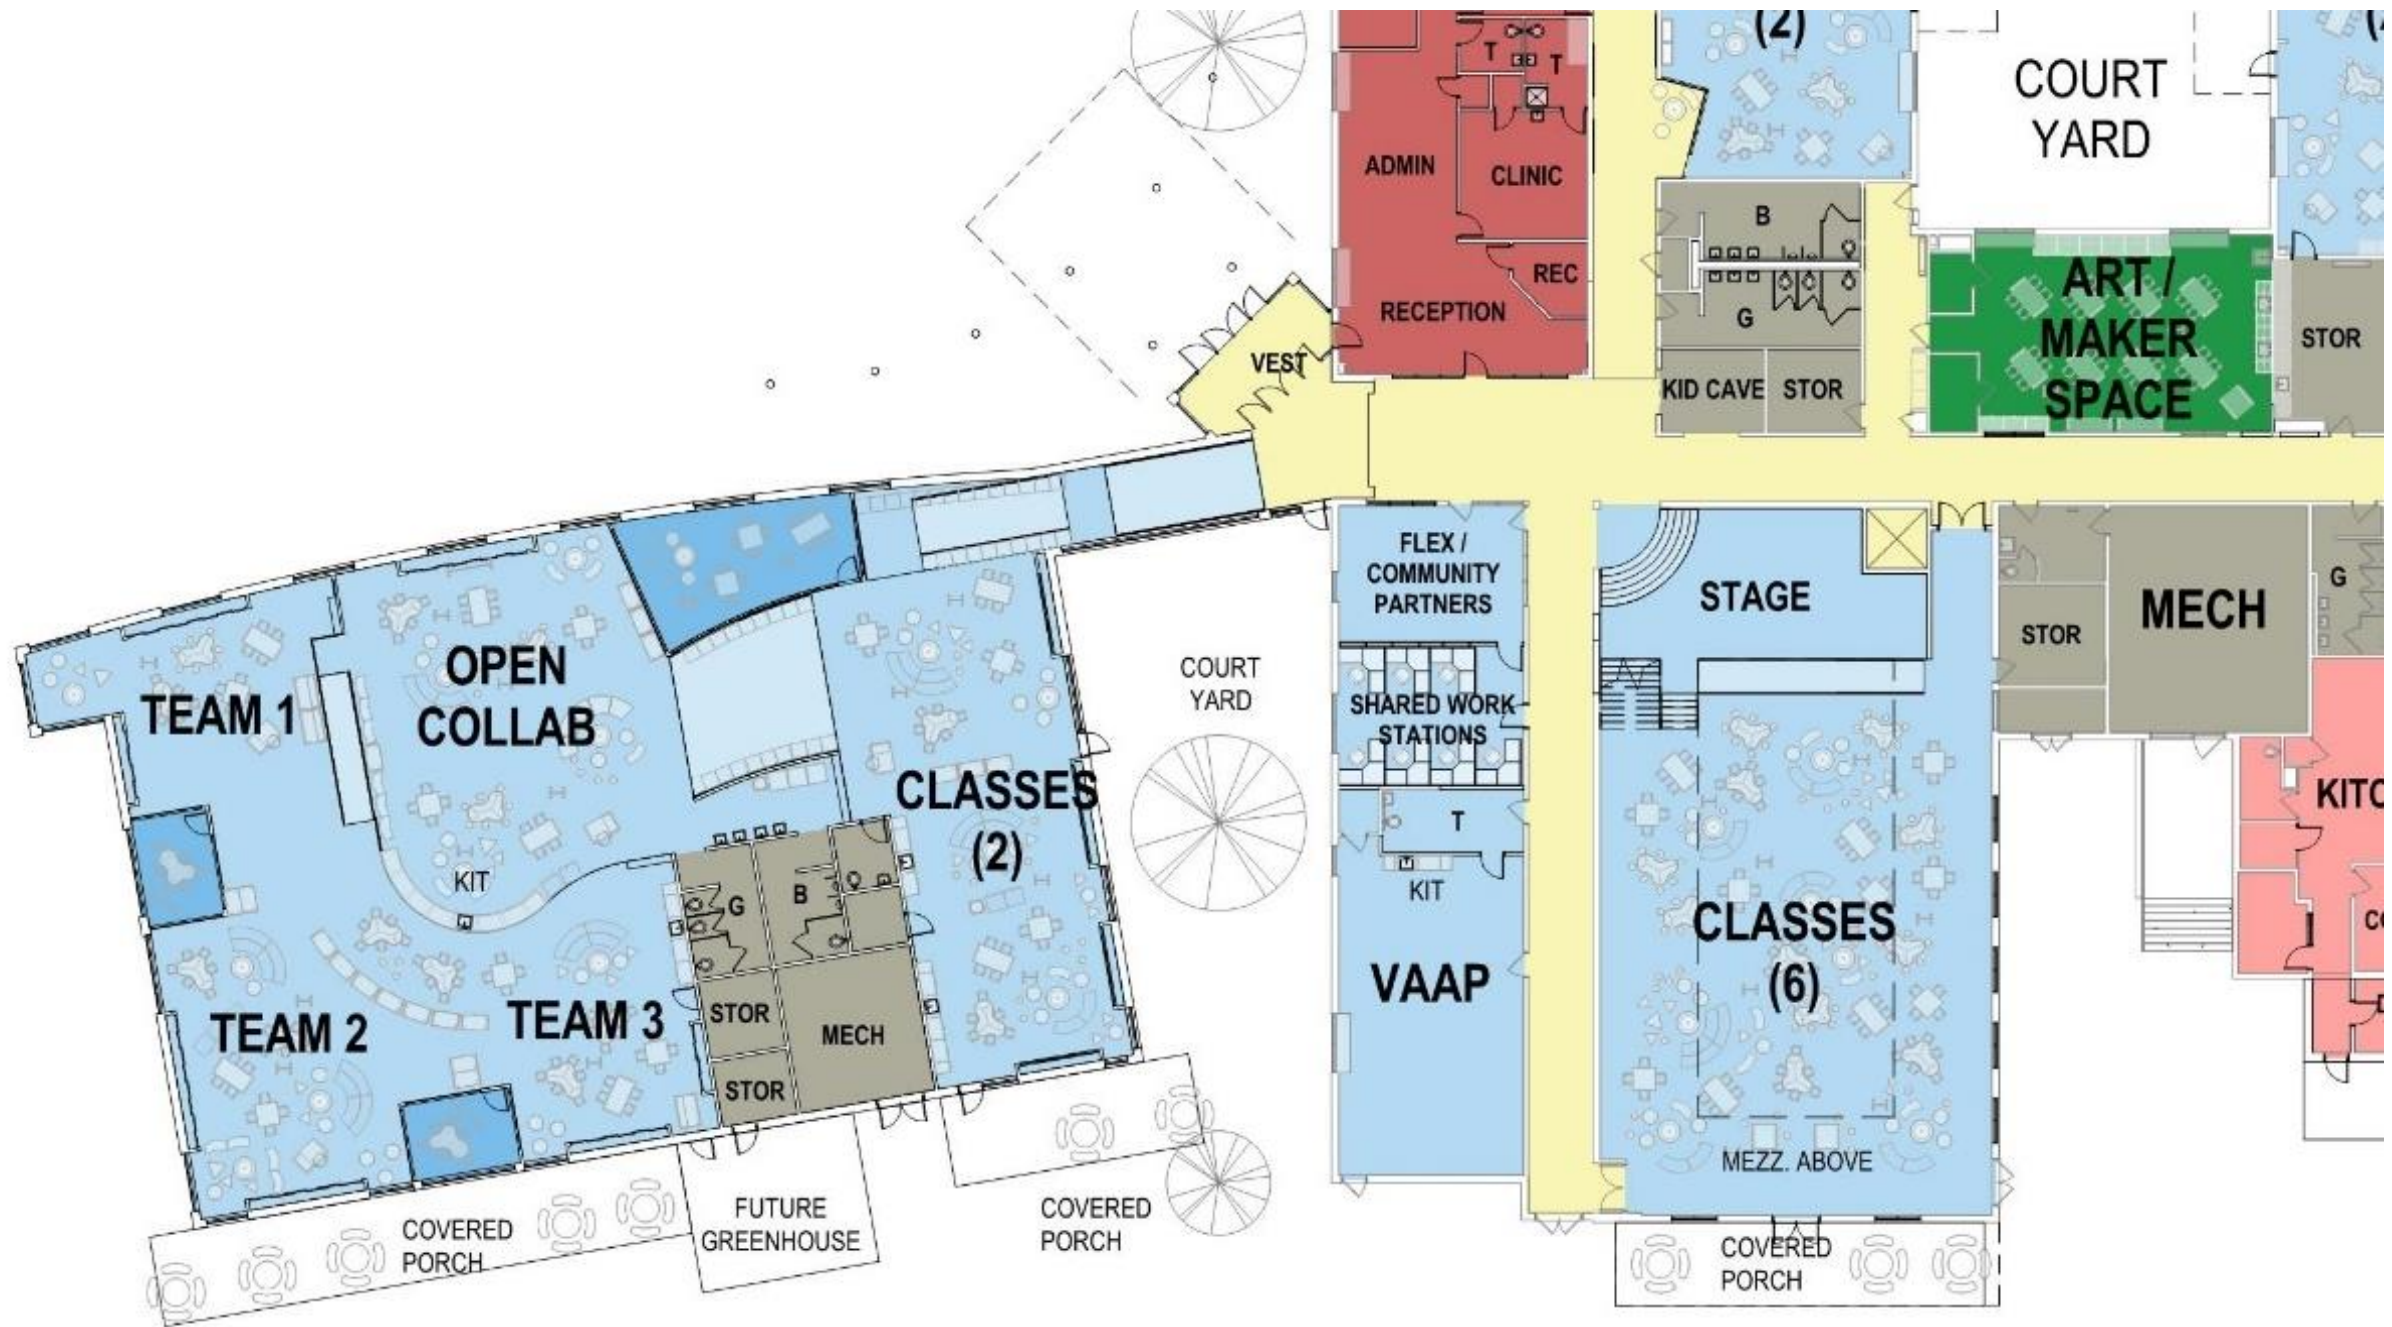 (2)
COURT
YARD
T
T
ADMIN
CLINIC
REC
RECEPTION
VEST
B
G
KID CAVE
STOR
ART /
MAKER
SPACE
STOR
FLEX /
COMMUNITY
PARTNERS
STAGE
STOR
MECH
G
SHARED WORK
STATIONS
COURT
YARD
OPEN
COLLAB
TEAM 1
CLASSES
(2)
KIT
T
KIT
VAAP
CLASSES
(6)
G
B
STOR
MECH
STOR
TEAM 2
TEAM 3
MEZZ. ABOVE
COVERED
PORCH
FUTURE
GREENHOUSE
COVERED
PORCH
COVERED
PORCH